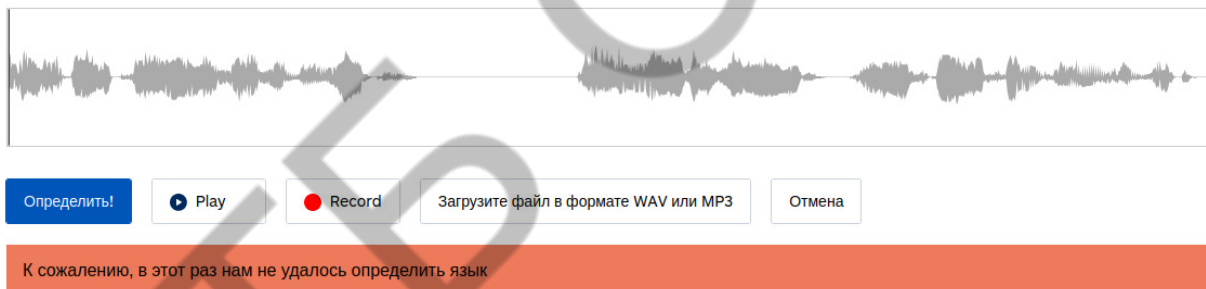 Определить!
Play
Record
Загрузите файл в формате WAV или MP3
Отмена
К сожалению, в этот раз нам не удалось определить язык